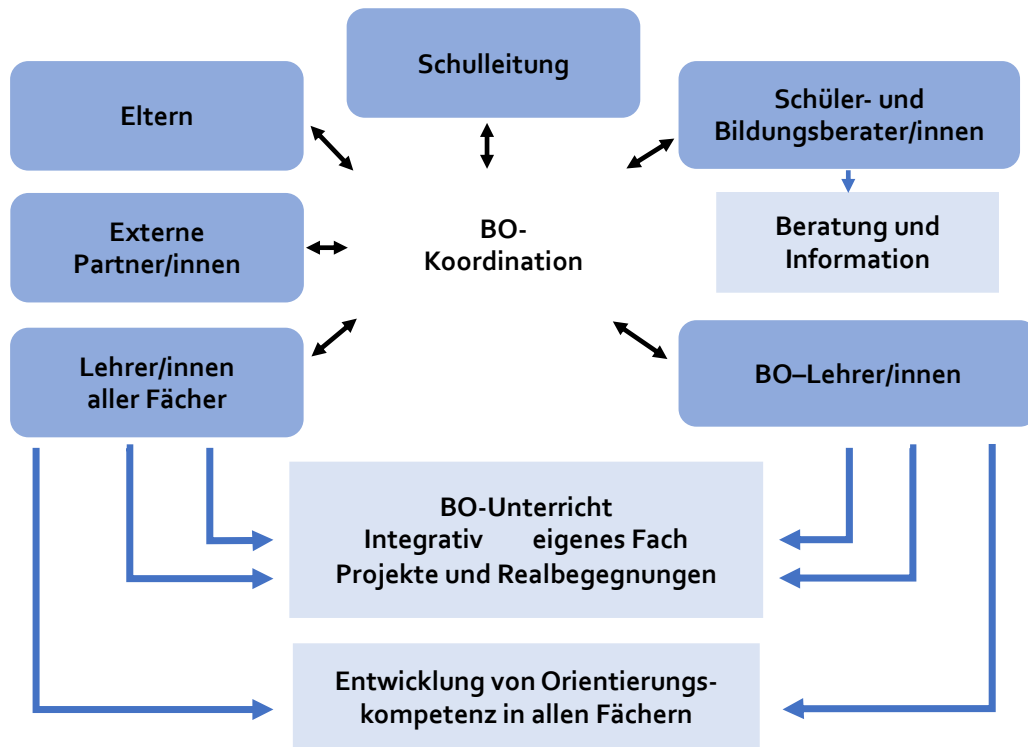 Schulleitung
Eltern
Schüler- und
Bildungsberater/innen
Externe
Partner/innen
BO-
Koordination
Beratung und
Information
Lehrer/innen
aller Fächer
BO–Lehrer/innen
BO-Unterricht
Integrativ eigenes Fach
Projekte und Realbegegnungen
Entwicklung von Orientierungs-
kompetenz in allen Fächern